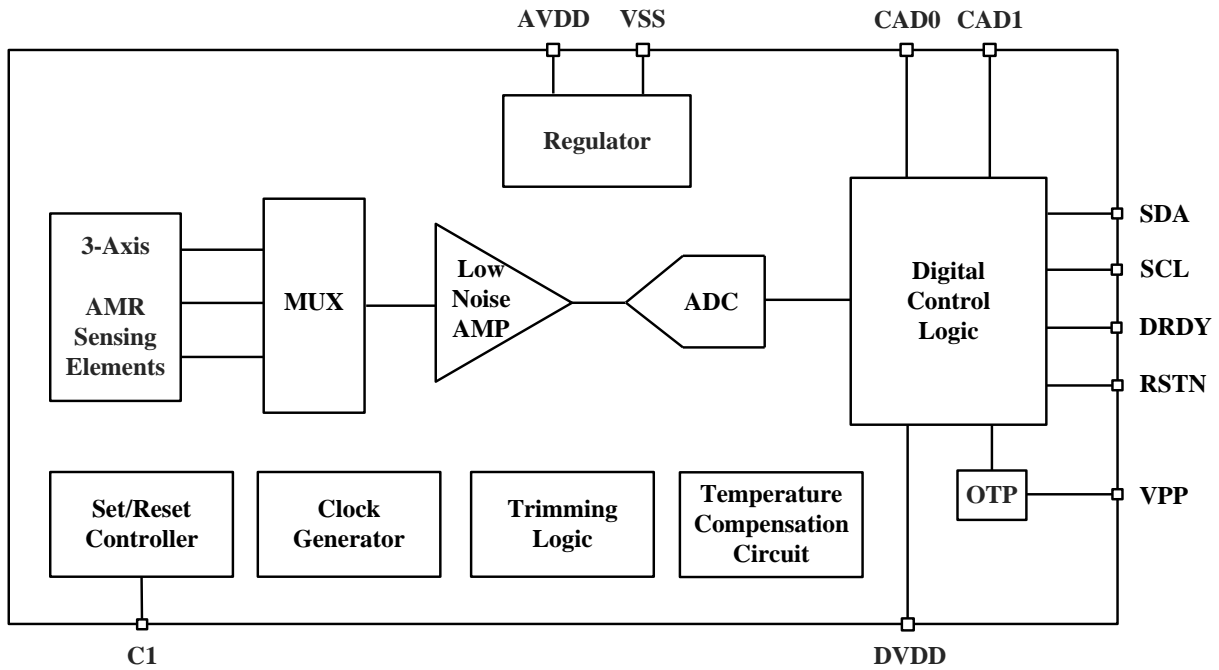 AVDD VSS CAD0 CAD1
Regulator
3-Axis
AMR
Sensing
Elements
MUX
Low
Noise
AMP
ADC
Digital
Control
Logic
SDA
SCL
DRDY
RSTN
VPP
OTP
Set/Reset
Controller
Clock
Generator
Trimming
Logic
Temperature
Compensation
Circuit
C1 DVDD